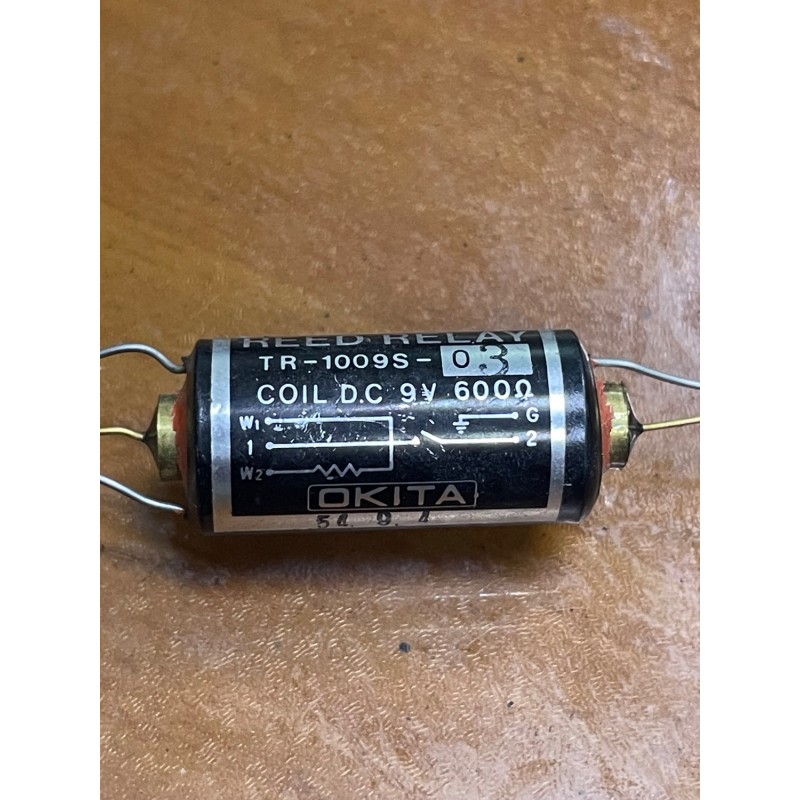 REED RELAY
TR-1009S-03
COIL D.C 9V 600Ω
W1 G
1 2
W2
OKITA